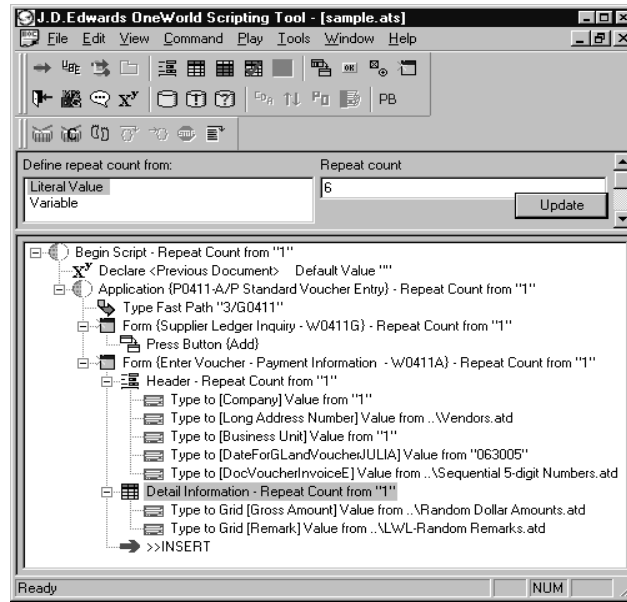 J.D.Edwards OneWorld Scripting Tool - [sample.ats]
File Edit View Command Play Tools Window Help
UBE OK
X^Y CDA PO PB
Define repeat count from: Repeat count
Literal Value 6
Variable Update
Begin Script - Repeat Count from "1"
X^Y Declare <Previous Document> Default Value ""
Application {P0411-A/P Standard Voucher Entry} - Repeat Count from "1"
Type Fast Path "3/G0411"
Form {Supplier Ledger Inquiry - W0411G} - Repeat Count from "1"
Press Button {Add}
Form {Enter Voucher - Payment Information - W0411A} - Repeat Count from "1"
Header - Repeat Count from "1"
Type to [Company] Value from "1"
Type to [Long Address Number] Value from ..\Vendors.atd
Type to [Business Unit] Value from "1"
Type to [DateForGLandVoucherJULIA] Value from "063005"
Type to [DocVoucherInvoiceE] Value from ..\Sequential 5-digit Numbers.atd
Detail Information - Repeat Count from "1"
Type to Grid [Gross Amount] Value from ..\Random Dollar Amounts.atd
Type to Grid [Remark] Value from ..\LWL-Random Remarks.atd
>>INSERT
Ready NUM